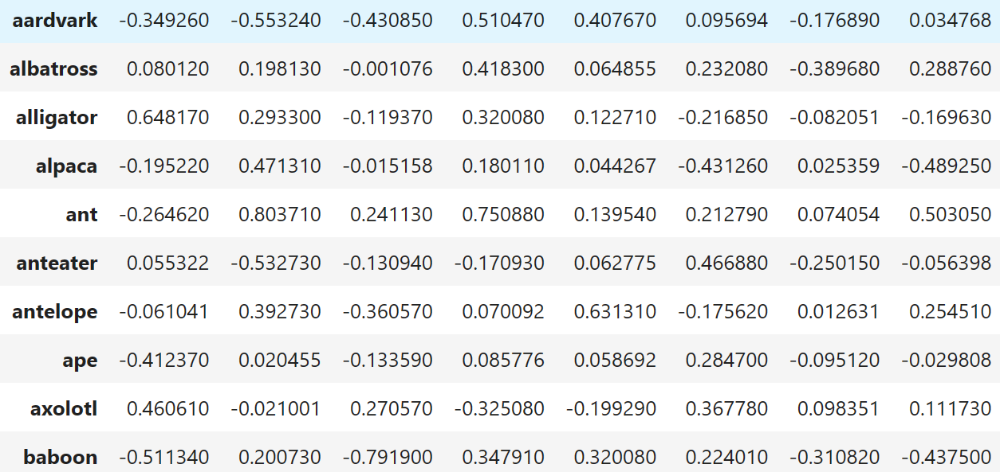 aardvark -0.349260 -0.553240 -0.430850 0.510470 0.407670 0.095694 -0.176890 0.034768
albatross 0.080120 0.198130 -0.001076 0.418300 0.064855 0.232080 -0.389680 0.288760
alligator 0.648170 0.293300 -0.119370 0.320080 0.122710 -0.216850 -0.082051 -0.169630
alpaca -0.195220 0.471310 -0.015158 0.180110 0.044267 -0.431260 0.025359 -0.489250
ant -0.264620 0.803710 0.241130 0.750880 0.139540 0.212790 0.074054 0.503050
anteater 0.055322 -0.532730 -0.130940 -0.170930 0.062775 0.466880 -0.250150 -0.056398
antelope -0.061041 0.392730 -0.360570 0.070092 0.631310 -0.175620 0.012631 0.254510
ape -0.412370 0.020455 -0.133590 0.085776 0.058692 0.284700 -0.095120 -0.029808
axolotl 0.460610 -0.021001 0.270570 -0.325080 -0.199290 0.367780 0.098351 0.111730
baboon -0.511340 0.200730 -0.791900 0.347910 0.320080 0.224010 -0.310820 -0.437500